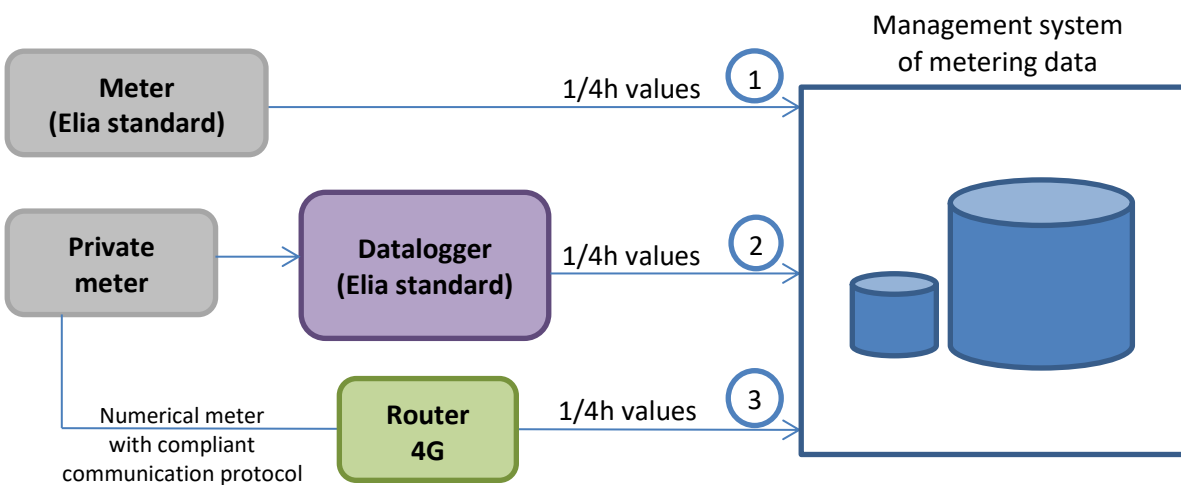 Management system
of metering data
Meter
(Elia standard)
1/4h values
1
Private
meter
Datalogger
(Elia standard)
1/4h values
2
Numerical meter
with compliant
communication protocol
Router
4G
1/4h values
3